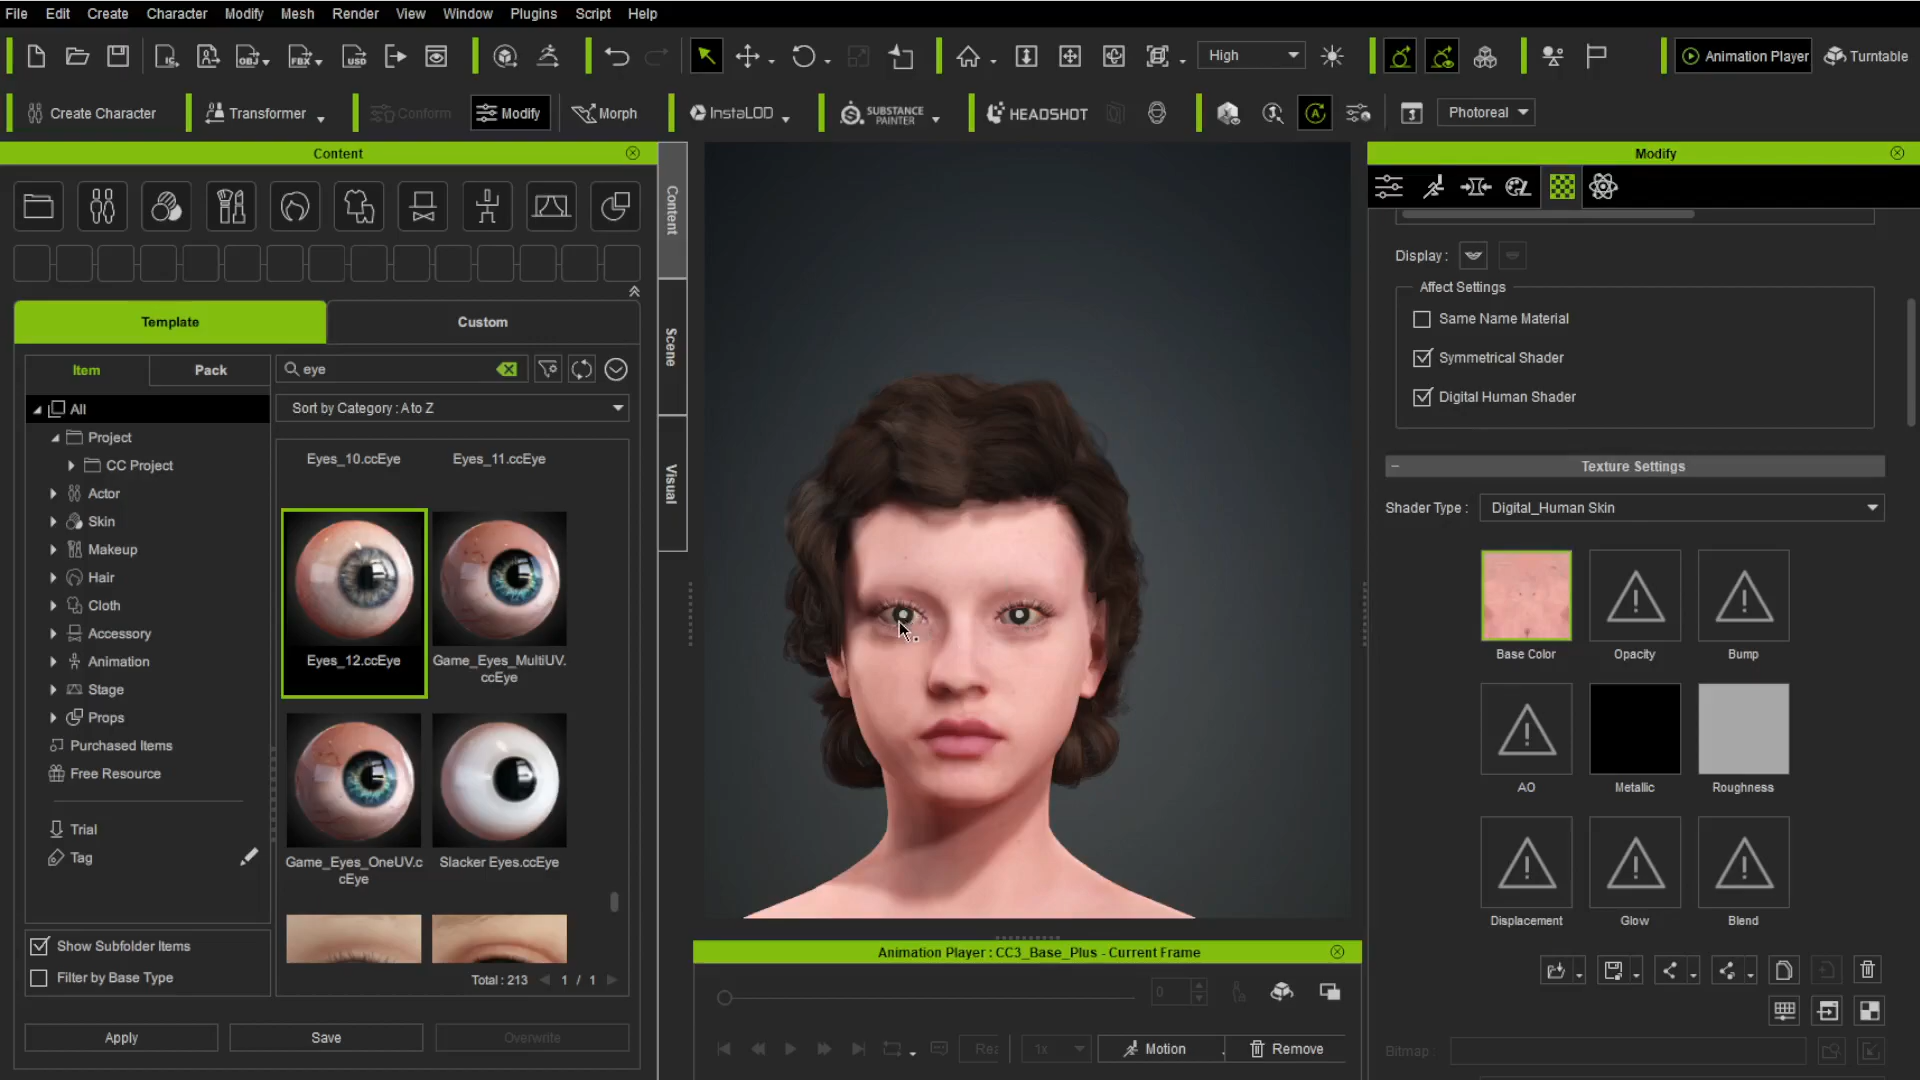 File Edit Create Character Modify Mesh Render View Window Plugins Script Help
IC OBJ FBX USD High Animation Player Turntable
Create Character Transformer Conform Modify Morph InstaLOD SUBSTANCE PAINTER HEADSHOT A Photoreal
Content
Template Custom
Item Pack eye
All
Project
CC Project
Actor
Skin
Makeup
Hair
Cloth
Accessory
Animation
Stage
Props
Purchased Items
Free Resource
Trial
Tag
Show Subfolder Items
Filter by Base Type
Sort by Category : A to Z
Eyes_10.ccEye Eyes_11.ccEye
Eyes_12.ccEye Game_Eyes_MultiUV.
ccEye
Game_Eyes_OneUV.c
cEye
Slacker Eyes.ccEye
Total : 213 1 / 1
Apply Save Overwrite
Content
Scene
Visual
Animation Player : CC3_Base_Plus - Current Frame
0
1x Motion Remove
Modify
Display :
Affect Settings
Same Name Material
Symmetrical Shader
Digital Human Shader
Texture Settings
Shader Type : Digital_Human Skin
Base Color Opacity Bump
AO Metallic Roughness
Displacement Glow Blend
Bitmap :